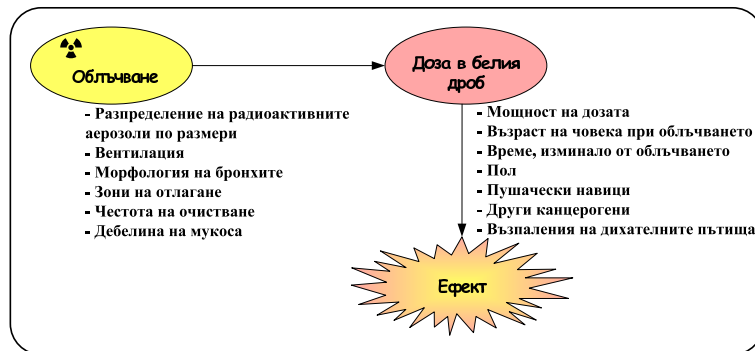 Облъчване
Доза в белия
дроб
- Разпределение на радиоактивните
аерозоли по размери
- Вентилация
- Морфология на бронхите
- Зони на отлагане
- Честота на очистване
- Дебелина на мукоса
- Мощност на дозата
- Възраст на човека при облъчването
- Време, изминало от облъчването
- Пол
- Пушачески навици
- Други канцерогени
- Възпаления на дихателните пътища
Ефект